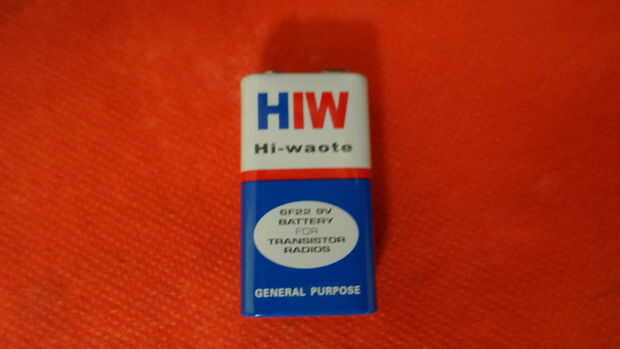 HIW
Hi-waote
6F22 9V
BATTERY
FOR
TRANSISTOR
RADIOS
GENERAL PURPOSE